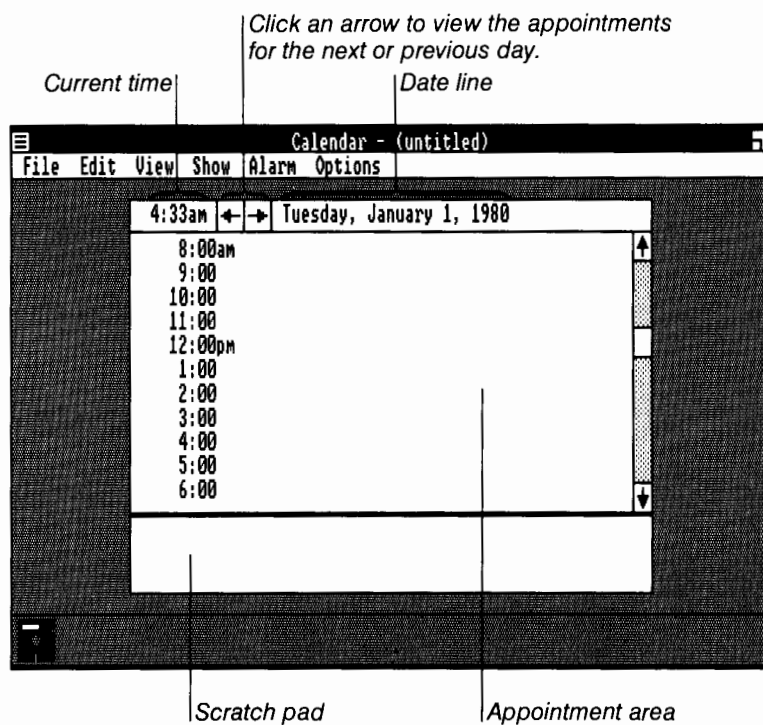 Click an arrow to view the appointments
for the next or previous day.
Current time
Date line
Calendar - (untitled)
File Edit View Show Alarm Options
4:33am Tuesday, January 1, 1980
8:00am
9:00
10:00
11:00
12:00pm
1:00
2:00
3:00
4:00
5:00
6:00
Scratch pad
Appointment area